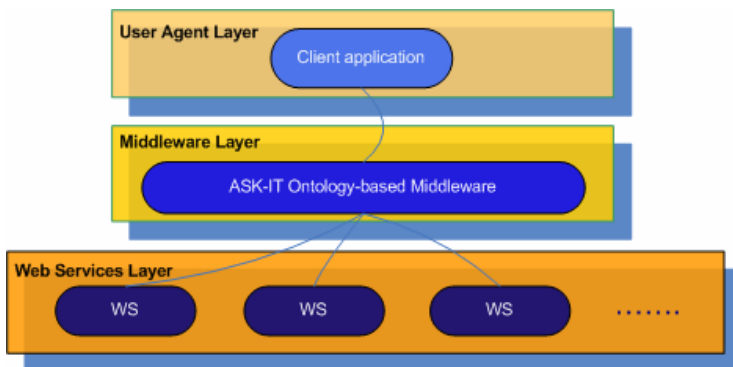 User Agent Layer
Client application
Middleware Layer
ASK-IT Ontology-based Middleware
Web Services Layer
WS WS WS .......